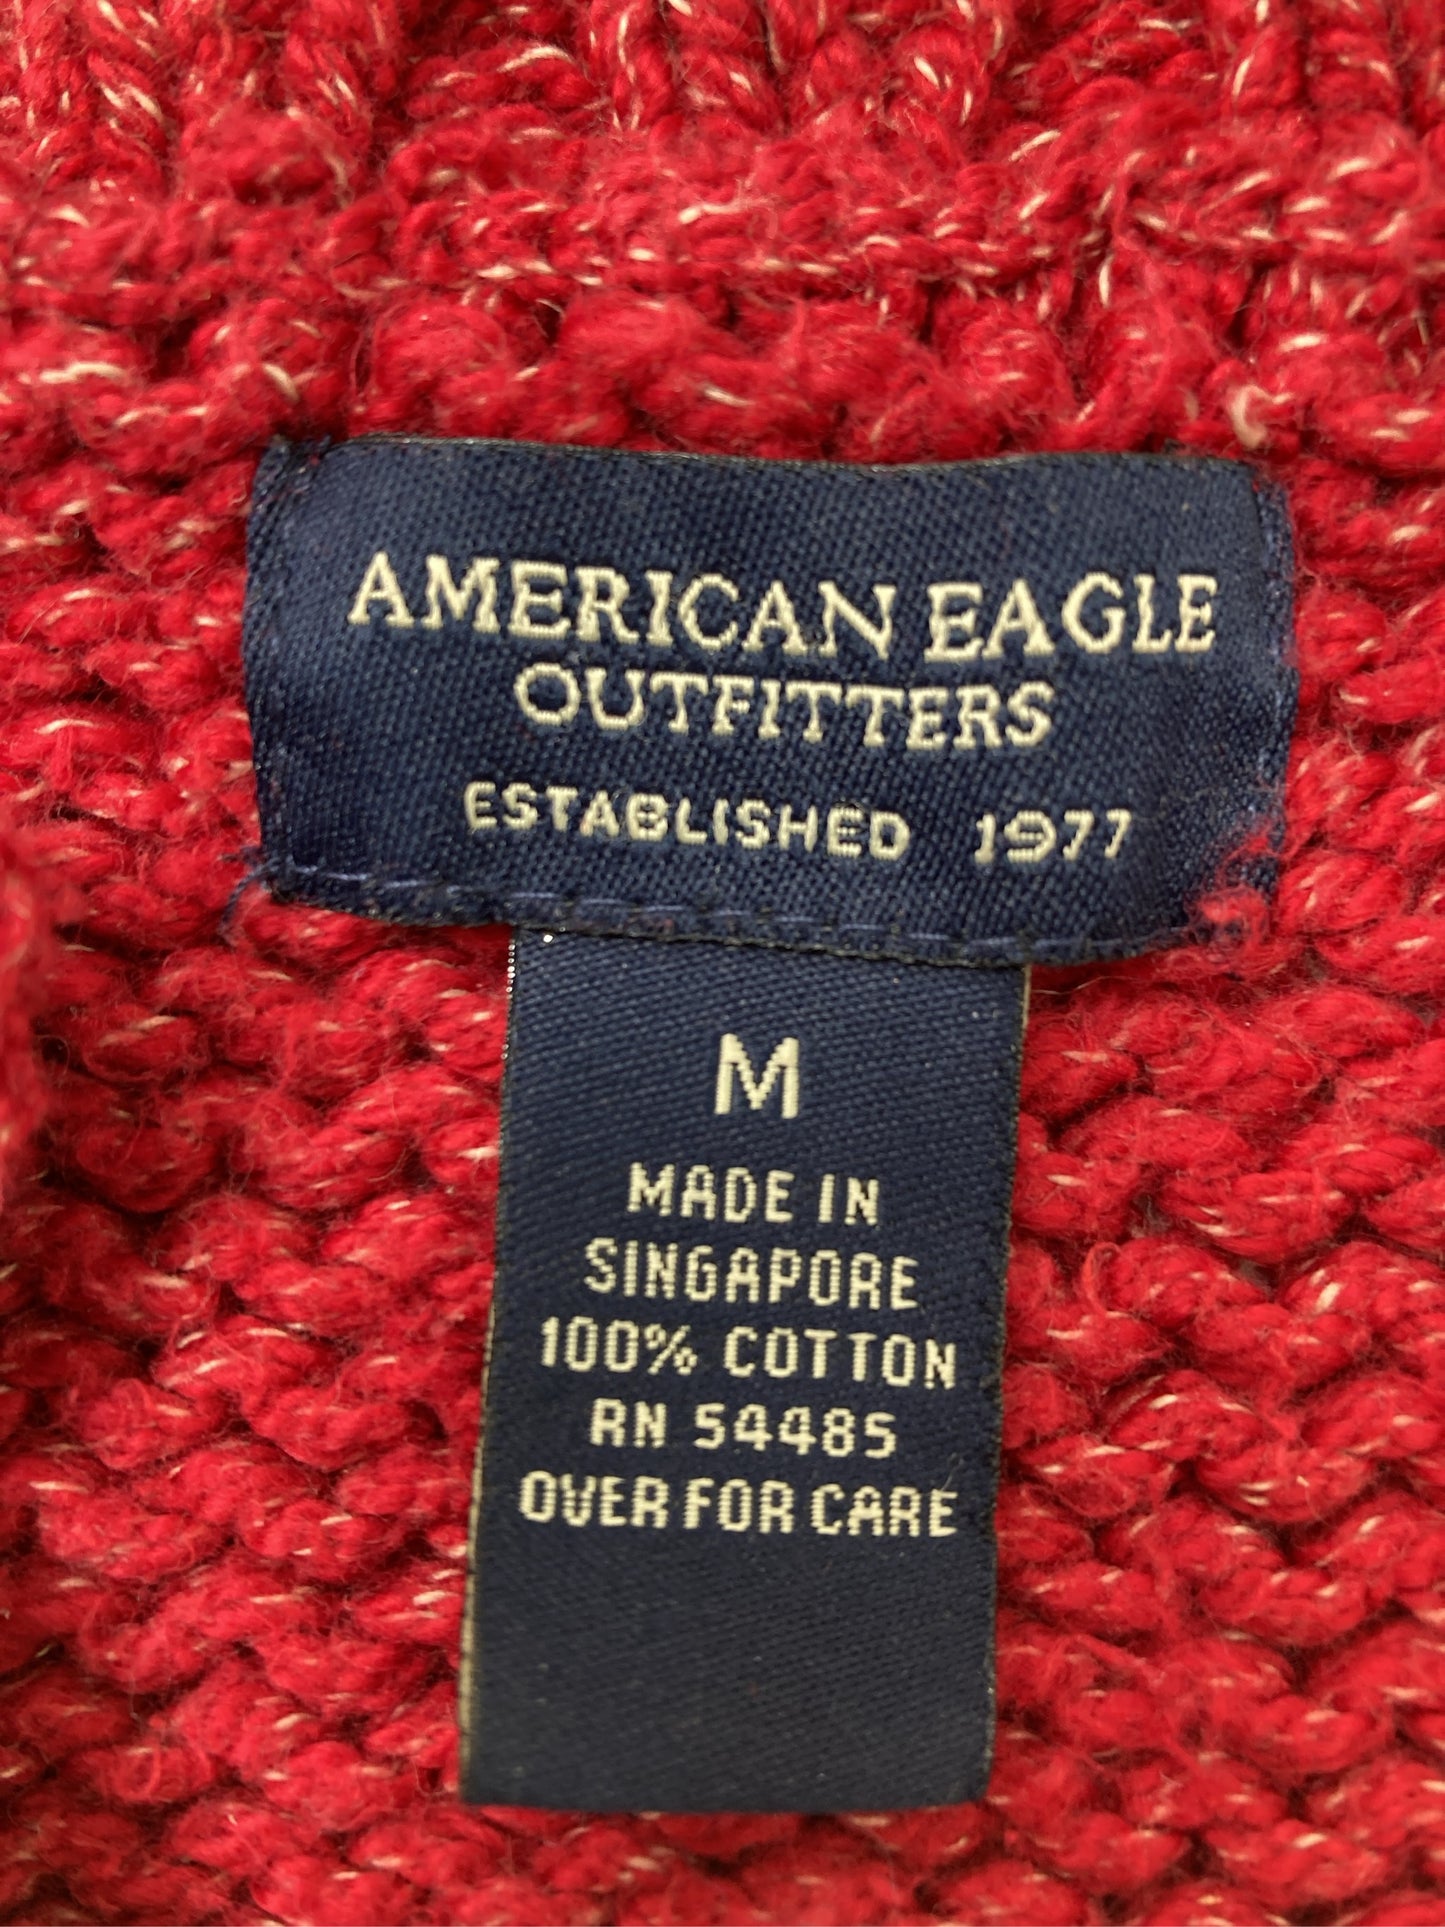 AMERICAN EAGLE
OUTFITTERS
ESTABLISHED 1977
M
MADE IN
SINGAPORE
100% COTTON
RN 54485
OVER FOR CARE